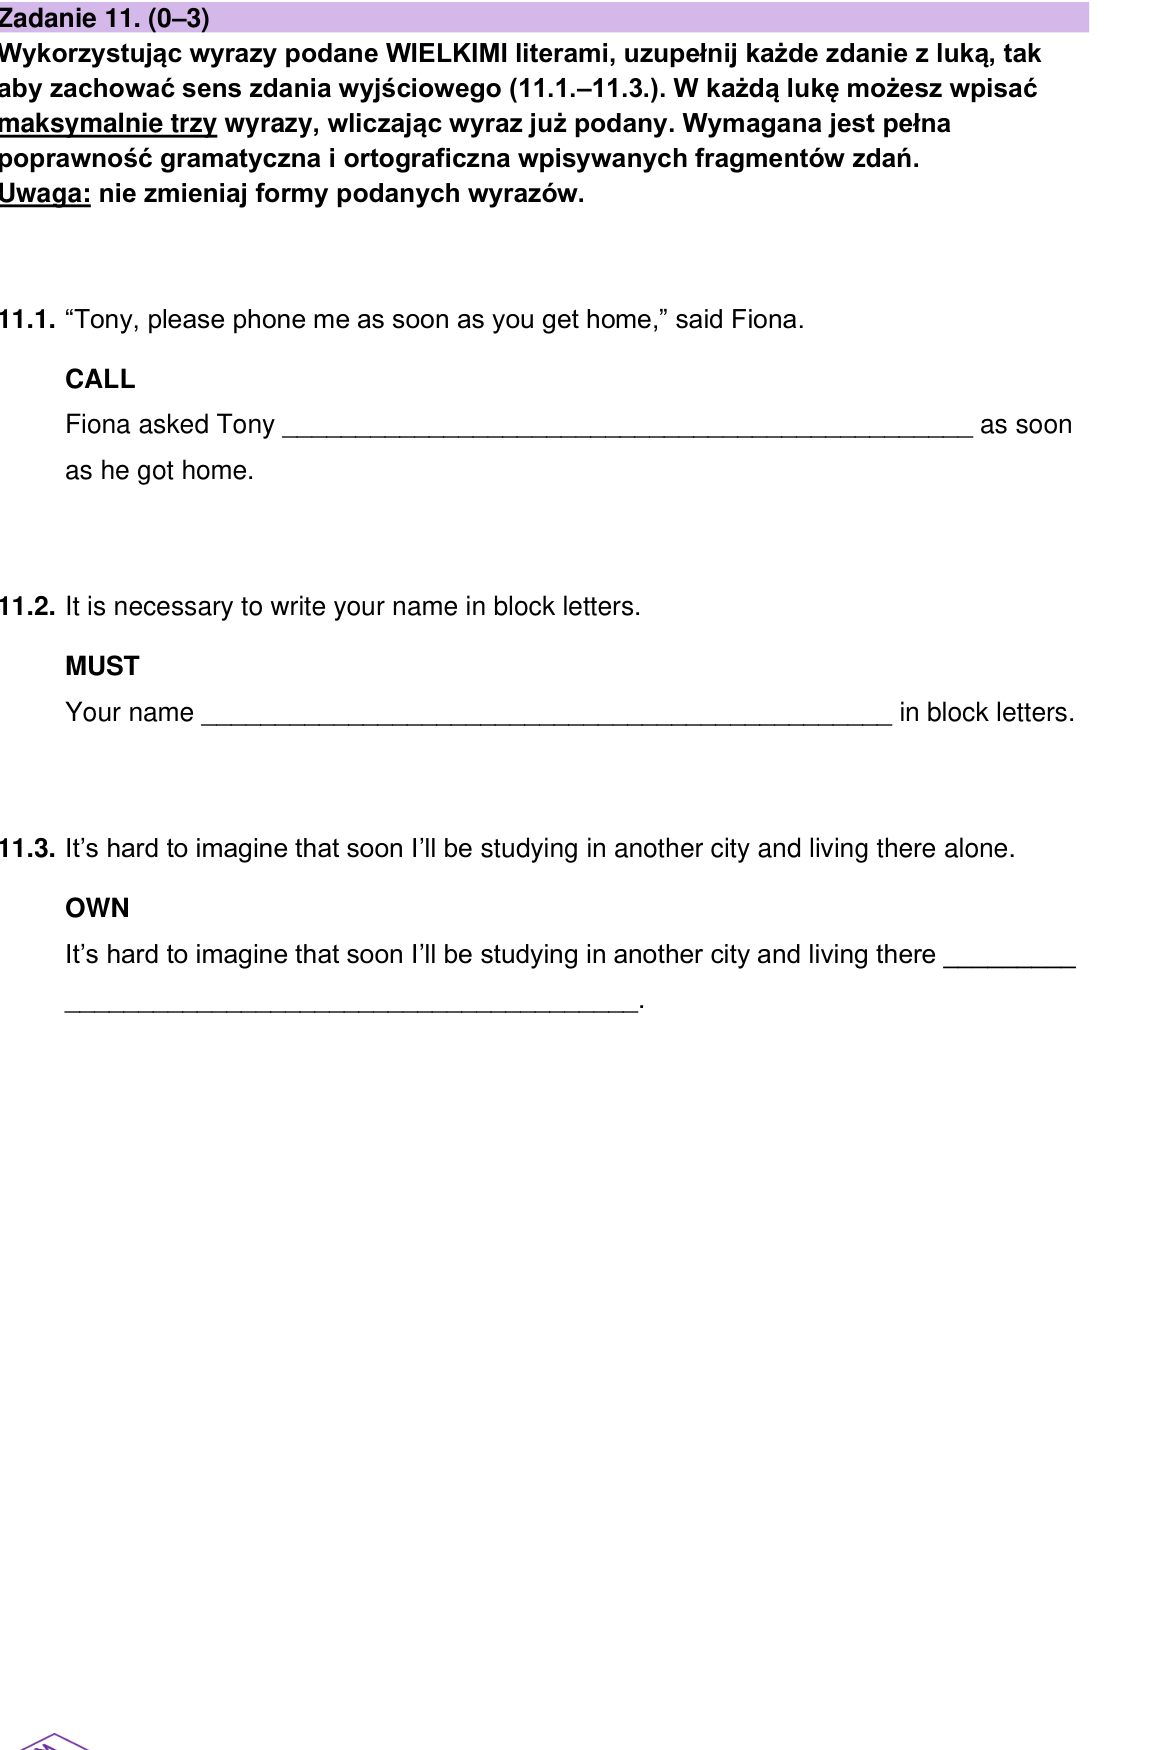 Zadanie 11. (0–3)
Wykorzystując wyrazy podane WIELKIMI literami, uzupełnij każde zdanie z luką, tak
aby zachować sens zdania wyjściowego (11.1.–11.3.). W każdą lukę możesz wpisać
maksymalnie trzy wyrazy, wliczając wyraz już podany. Wymagana jest pełna
poprawność gramatyczna i ortograficzna wpisywanych fragmentów zdań.
Uwaga: nie zmieniaj formy podanych wyrazów.
11.1. “Tony, please phone me as soon as you get home,” said Fiona.
CALL
Fiona asked Tony _______________________________________________ as soon
as he got home.
11.2. It is necessary to write your name in block letters.
MUST
Your name _______________________________________________ in block letters.
11.3. It’s hard to imagine that soon I’ll be studying in another city and living there alone.
OWN
It’s hard to imagine that soon I’ll be studying in another city and living there _________
_______________________________________.